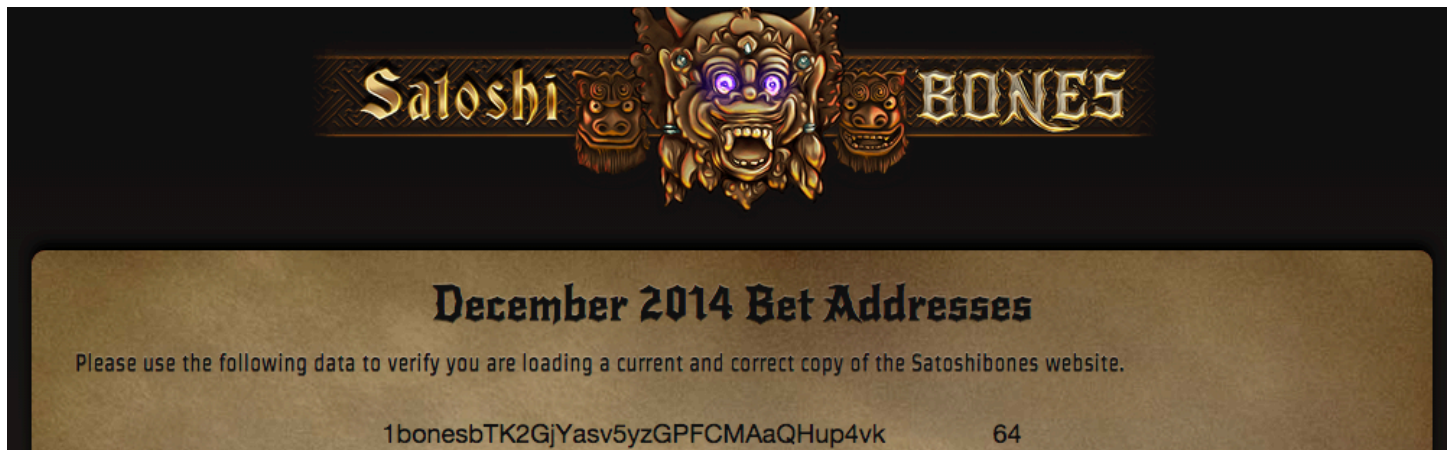 Satoshi BONES
December 2014 Bet Addresses
Please use the following data to verify you are loading a current and correct copy of the Satoshibones website.
1bonesbTK2GjYasv5yzGPFCMAaQHup4vk 64